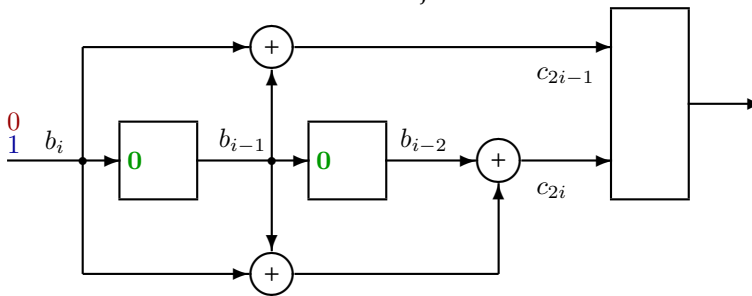 +
c_{2i−1}
0
1
b_i
0
b_{i−1}
0
b_{i−2}
+
c_{2i}
+